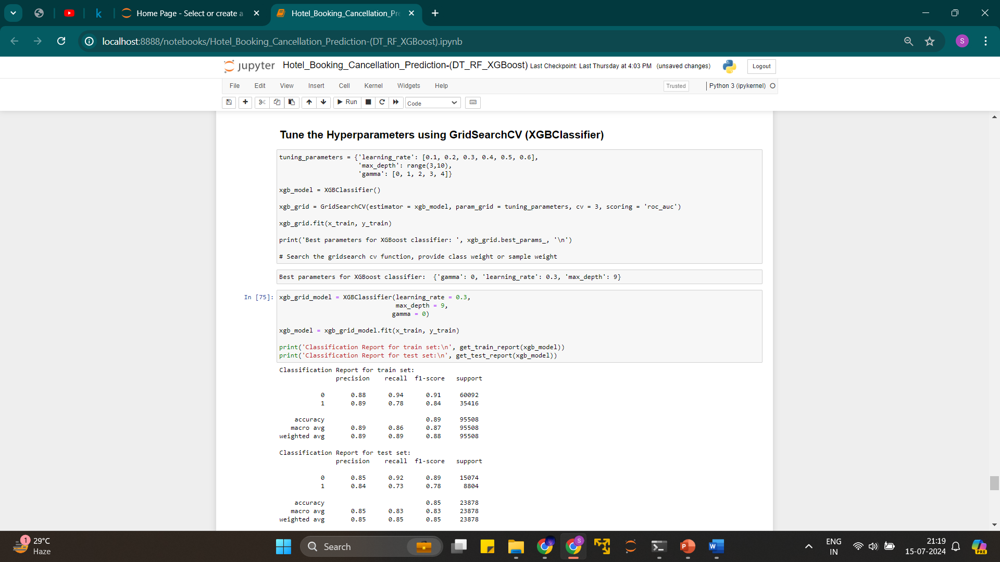 Home Page - Select or create a
Hotel_Booking_Cancellation_Pre
localhost:8888/notebooks/Hotel_Booking_Cancellation_Prediction-(DT_RF_XGBoost).ipynb
S
jupyter Hotel_Booking_Cancellation_Prediction-(DT_RF_XGBoost) Last Checkpoint: Last Thursday at 4:03 PM (unsaved changes) Logout
File Edit View Insert Cell Kernel Widgets Help Trusted Python 3 (ipykernel)
Run Code
Tune the Hyperparameters using GridSearchCV (XGBClassifier)
tuning_parameters = {'learning_rate': [0.1, 0.2, 0.3, 0.4, 0.5, 0.6],
'max_depth': range(3,10),
'gamma': [0, 1, 2, 3, 4]}
xgb_model = XGBClassifier()
xgb_grid = GridSearchCV(estimator = xgb_model, param_grid = tuning_parameters, cv = 3, scoring = 'roc_auc')
xgb_grid.fit(x_train, y_train)
print('Best parameters for XGBoost classifier: ', xgb_grid.best_params_, '\n')
# Search the gridsearch cv function, provide class weight or sample weight
Best parameters for XGBoost classifier:  {'gamma': 0, 'learning_rate': 0.3, 'max_depth': 9}
In [75]: xgb_grid_model = XGBClassifier(learning_rate = 0.3,
max_depth = 9,
gamma = 0)
xgb_model = xgb_grid_model.fit(x_train, y_train)
print('Classification Report for train set:\n', get_train_report(xgb_model))
print('Classification Report for test set:\n', get_test_report(xgb_model))
Classification Report for train set:
precision recall f1-score support
0 0.88 0.94 0.91 60092
1 0.89 0.78 0.84 35416
accuracy 0.89 95508
macro avg 0.89 0.86 0.87 95508
weighted avg 0.89 0.89 0.88 95508
Classification Report for test set:
precision recall f1-score support
0 0.85 0.92 0.89 15074
1 0.84 0.73 0.78 8804
accuracy 0.85 23878
macro avg 0.85 0.83 0.83 23878
weighted avg 0.85 0.85 0.85 23878
1
29°C
Haze
Search
S
ENG
IN
21:19
15-07-2024
PRE